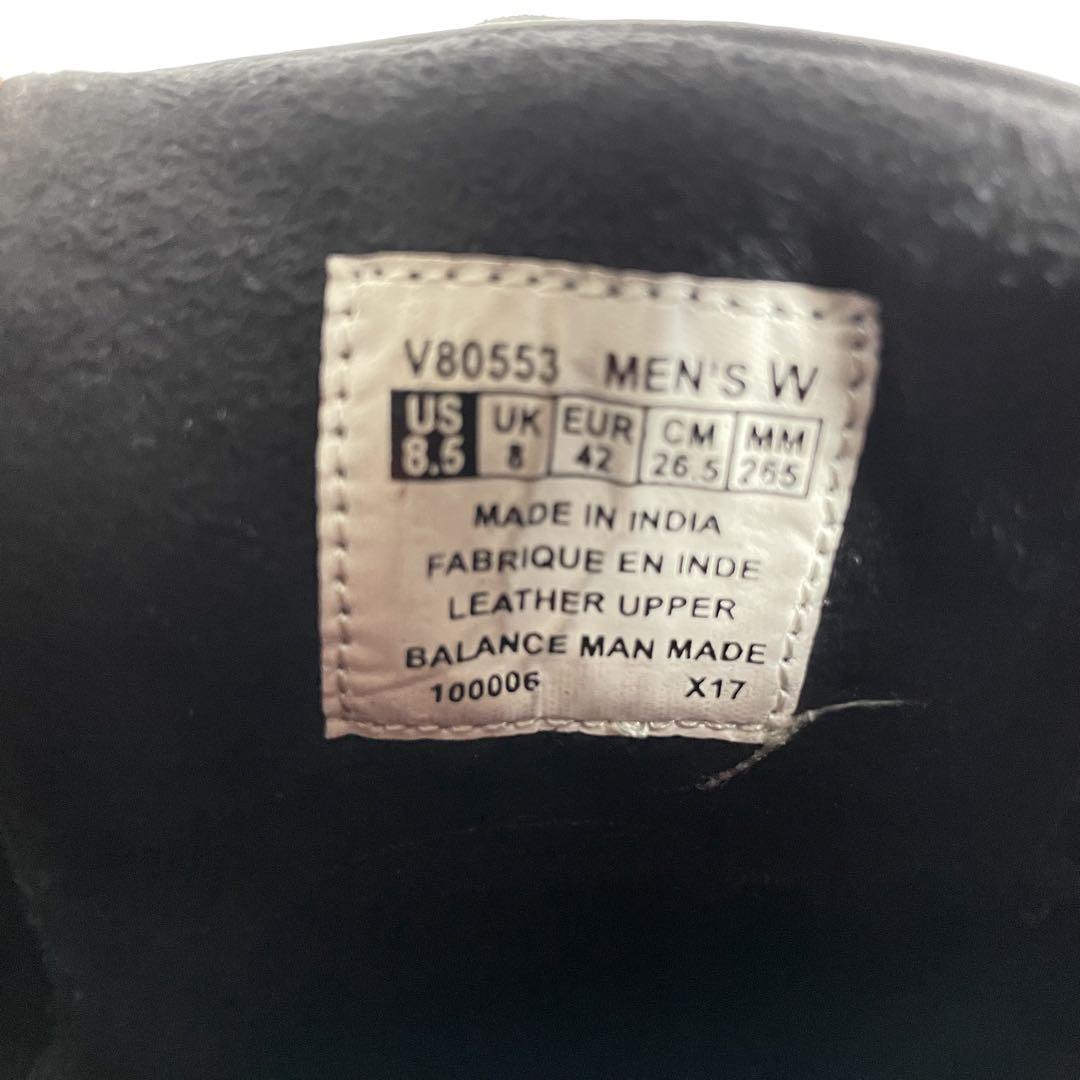 V80553 MEN'S W
US UK EUR CM MM
8.5 8 42 26.5 265
MADE IN INDIA
FABRIQUE EN INDE
LEATHER UPPER
BALANCE MAN MADE
100006 X17